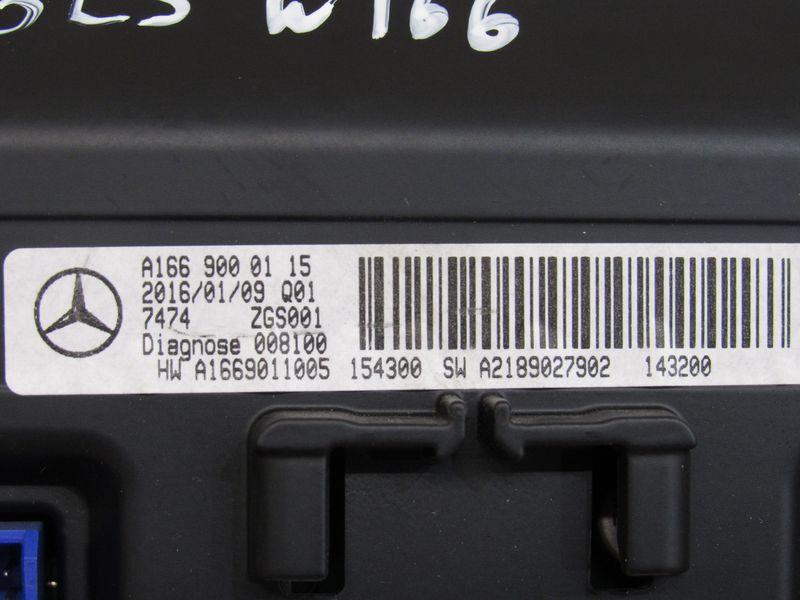 GLS W166
A166 900 01 15
2016/01/09 Q01
7474 ZGS001
Diagnose 008100
HW A1669011005 154300 SW A2189027902 143200